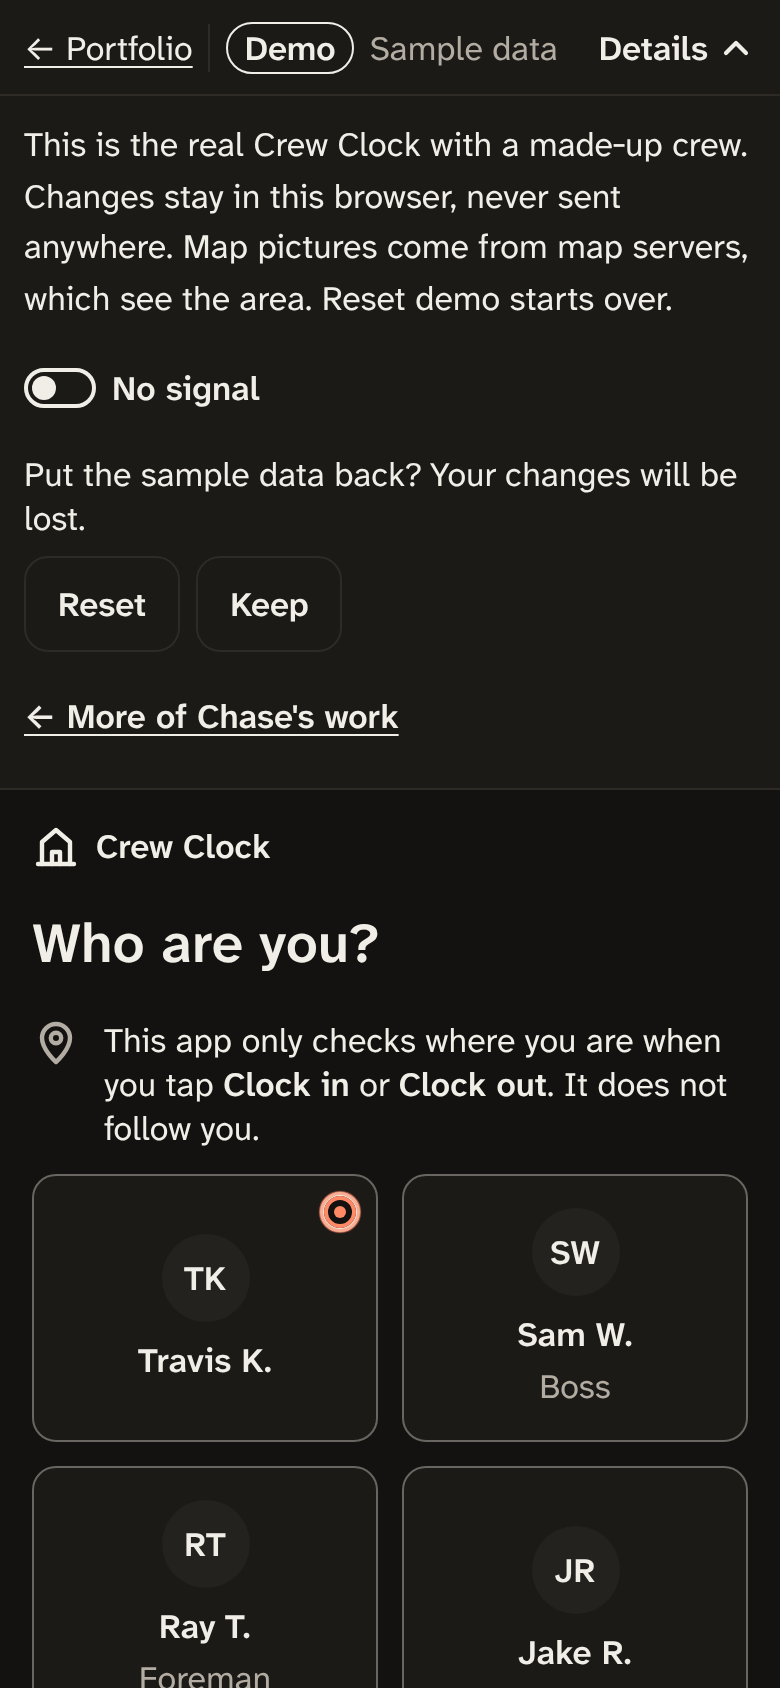 ← Portfolio
Demo
Sample data
Details
This is the real Crew Clock with a made-up crew.
Changes stay in this browser, never sent
anywhere. Map pictures come from map servers,
which see the area. Reset demo starts over.
No signal
Put the sample data back? Your changes will be
lost.
Reset
Keep
← More of Chase's work
Crew Clock
Who are you?
This app only checks where you are when
you tap Clock in or Clock out. It does not
follow you.
TK
Travis K.
SW
Sam W.
Boss
RT
Ray T.
Foreman
JR
Jake R.